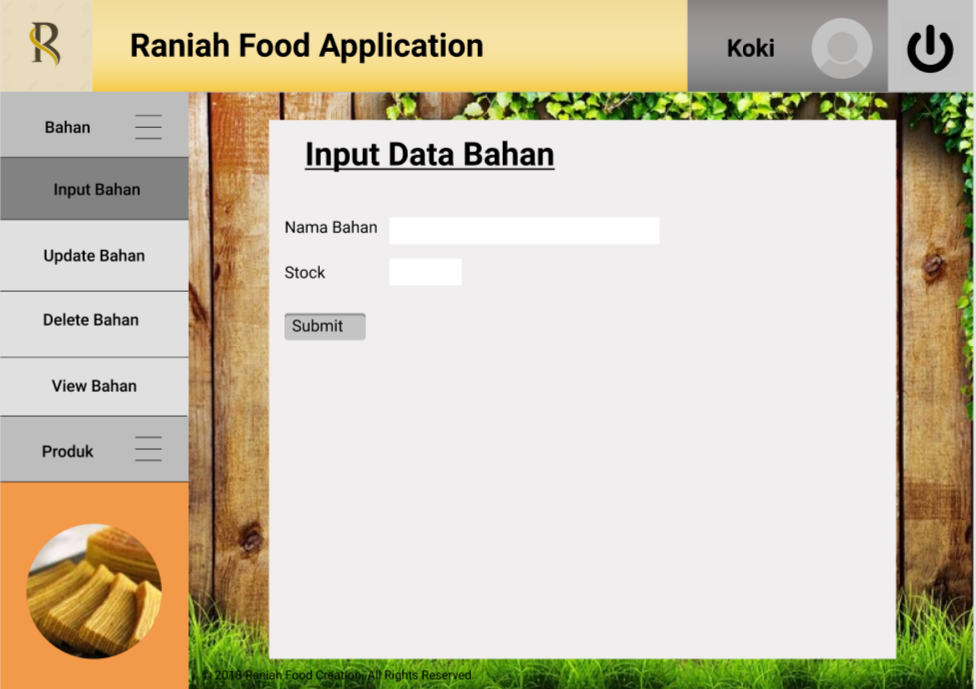 R
Raniah Food Application
Koki
Bahan
Input Bahan
Update Bahan
Delete Bahan
View Bahan
Produk
Input Data Bahan
Nama Bahan
Stock
Submit
© 2018 Raniah Food Creation, All Rights Reserved